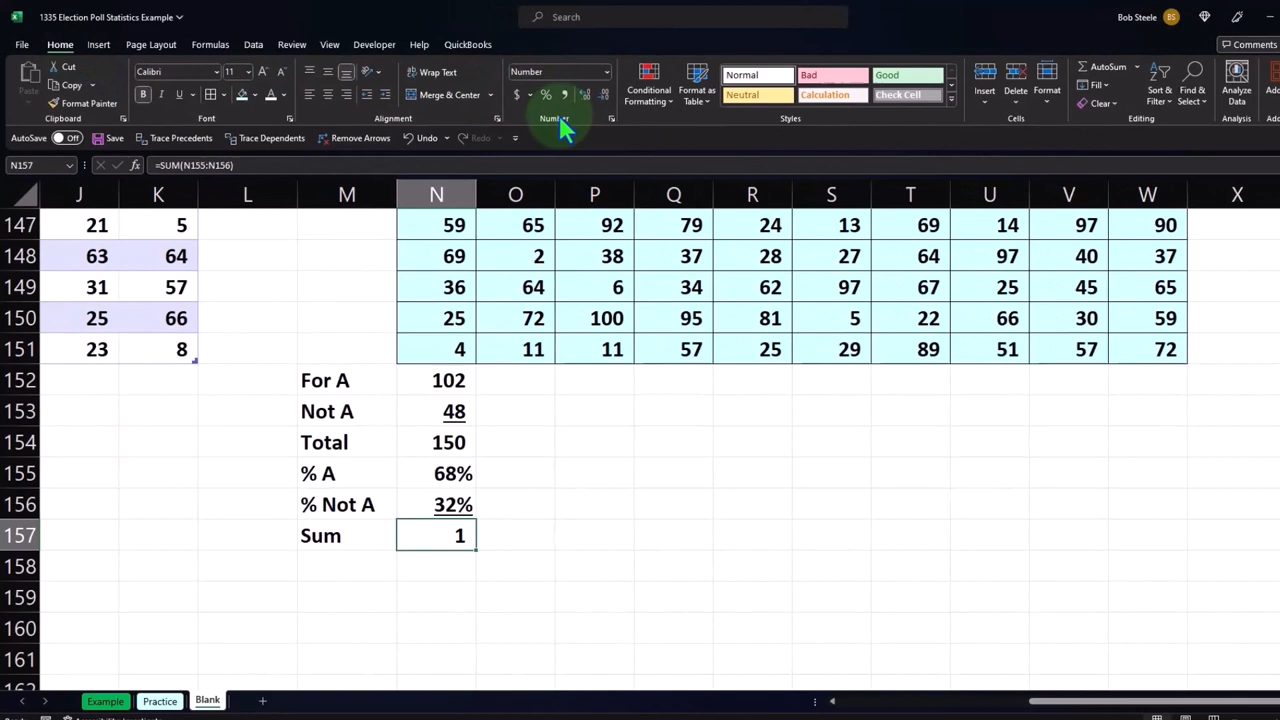 1335 Election Poll Statistics Example
Search
Bob Steele BS
File Home Insert Page Layout Formulas Data Review View Developer Help QuickBooks
Comments
Cut
Copy
Format Painter
Paste
Clipboard
Calibri 11
B I U
Font
Wrap Text
Merge & Center
Alignment
Number
$ %
Number
Conditional Formatting
Format as Table
Normal Bad Good
Neutral Calculation Check Cell
Styles
Insert Delete Format
Cells
AutoSum
Fill
Clear
Sort & Filter
Find & Select
Editing
Analyze Data
Analysis
AutoSave Off Save Trace Precedents Trace Dependents Remove Arrows Undo Redo
N157 fx =SUM(N155:N156)
J K L M N O P Q R S T U V W X
147 21 5 59 65 92 79 24 13 69 14 97 90
148 63 64 69 2 38 37 28 27 64 97 40 37
149 31 57 36 64 6 34 62 97 67 25 45 65
150 25 66 25 72 100 95 81 5 22 66 30 59
151 23 8 4 11 11 57 25 29 89 51 57 72
152 For A 102
153 Not A 48
154 Total 150
155 % A 68%
156 % Not A 32%
157 Sum 1
158
159
160
161
Example Practice Blank